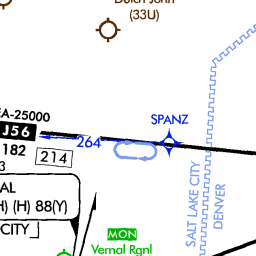 Dutch John
(33U)
EA-25000
SPANZ
J56
264
182
214
3
AL
H) (H) 88(Y)
CITY
MON
Vernal Rgnl
SALT LAKE CITY
DENVER